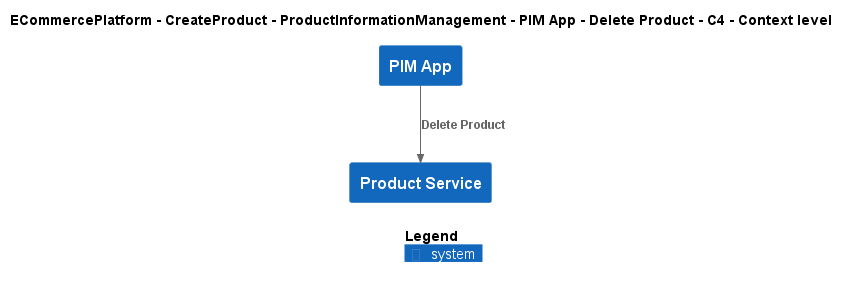 ECommercePlatform - CreateProduct - ProductInformationManagement - PIM App - Delete Product - C4 - Context level
PIM App
Delete Product
Product Service
Legend
system